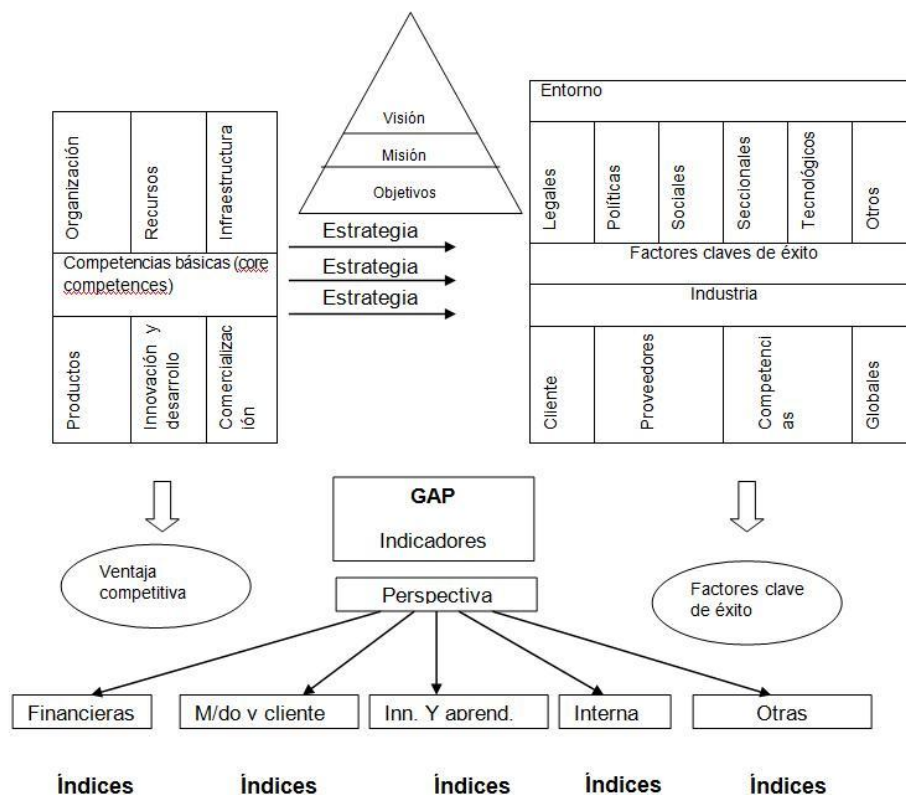 Visión
Misión
Objetivos
Organización
Recursos
Infraestructura
Competencias básicas (core
competences)
Productos
Innovación y
desarrollo
Comercializac
ión
Estrategia
Estrategia
Estrategia
Entorno
Legales
Políticas
Sociales
Seccionales
Tecnológicos
Otros
Factores claves de éxito
Industria
Cliente
Proveedores
Competenci
as
Globales
Ventaja
competitiva
GAP
Indicadores
Perspectiva
Factores clave
de éxito
Financieras
M/do y cliente
Inn. Y aprend.
Interna
Otras
Índices
Índices
Índices
Índices
Índices